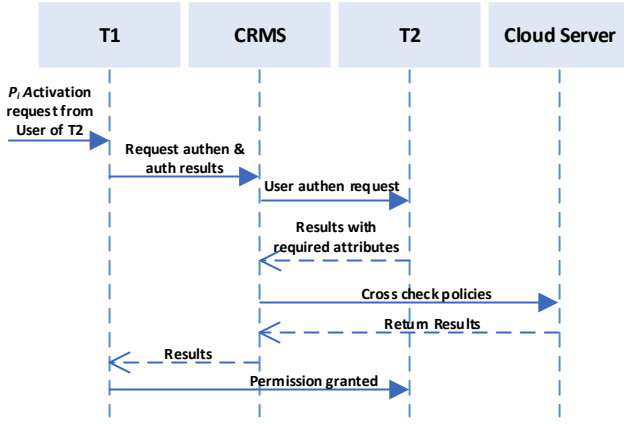 T1
CRMS
T2
Cloud Server
Pi Activation
request from
User of T2
Request authen &
auth results
User authen request
Results with
required attributes
Cross check policies
Return Results
Results
Permission granted